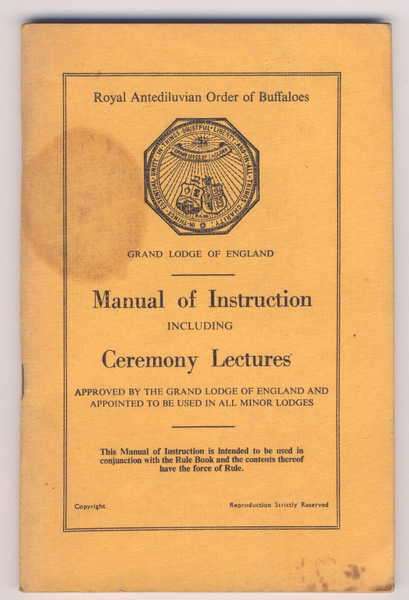 Royal Antediluvian Order of Buffaloes
GRAND LODGE OF ENGLAND
Manual of Instruction
INCLUDING
Ceremony Lectures
APPROVED BY THE GRAND LODGE OF ENGLAND AND
APPOINTED TO BE USED IN ALL MINOR LODGES
This Manual of Instruction is intended to be used in
conjunction with the Rule Book and the contents thereof
have the force of Rule.
Copyright
Reproduction Strictly Reserved